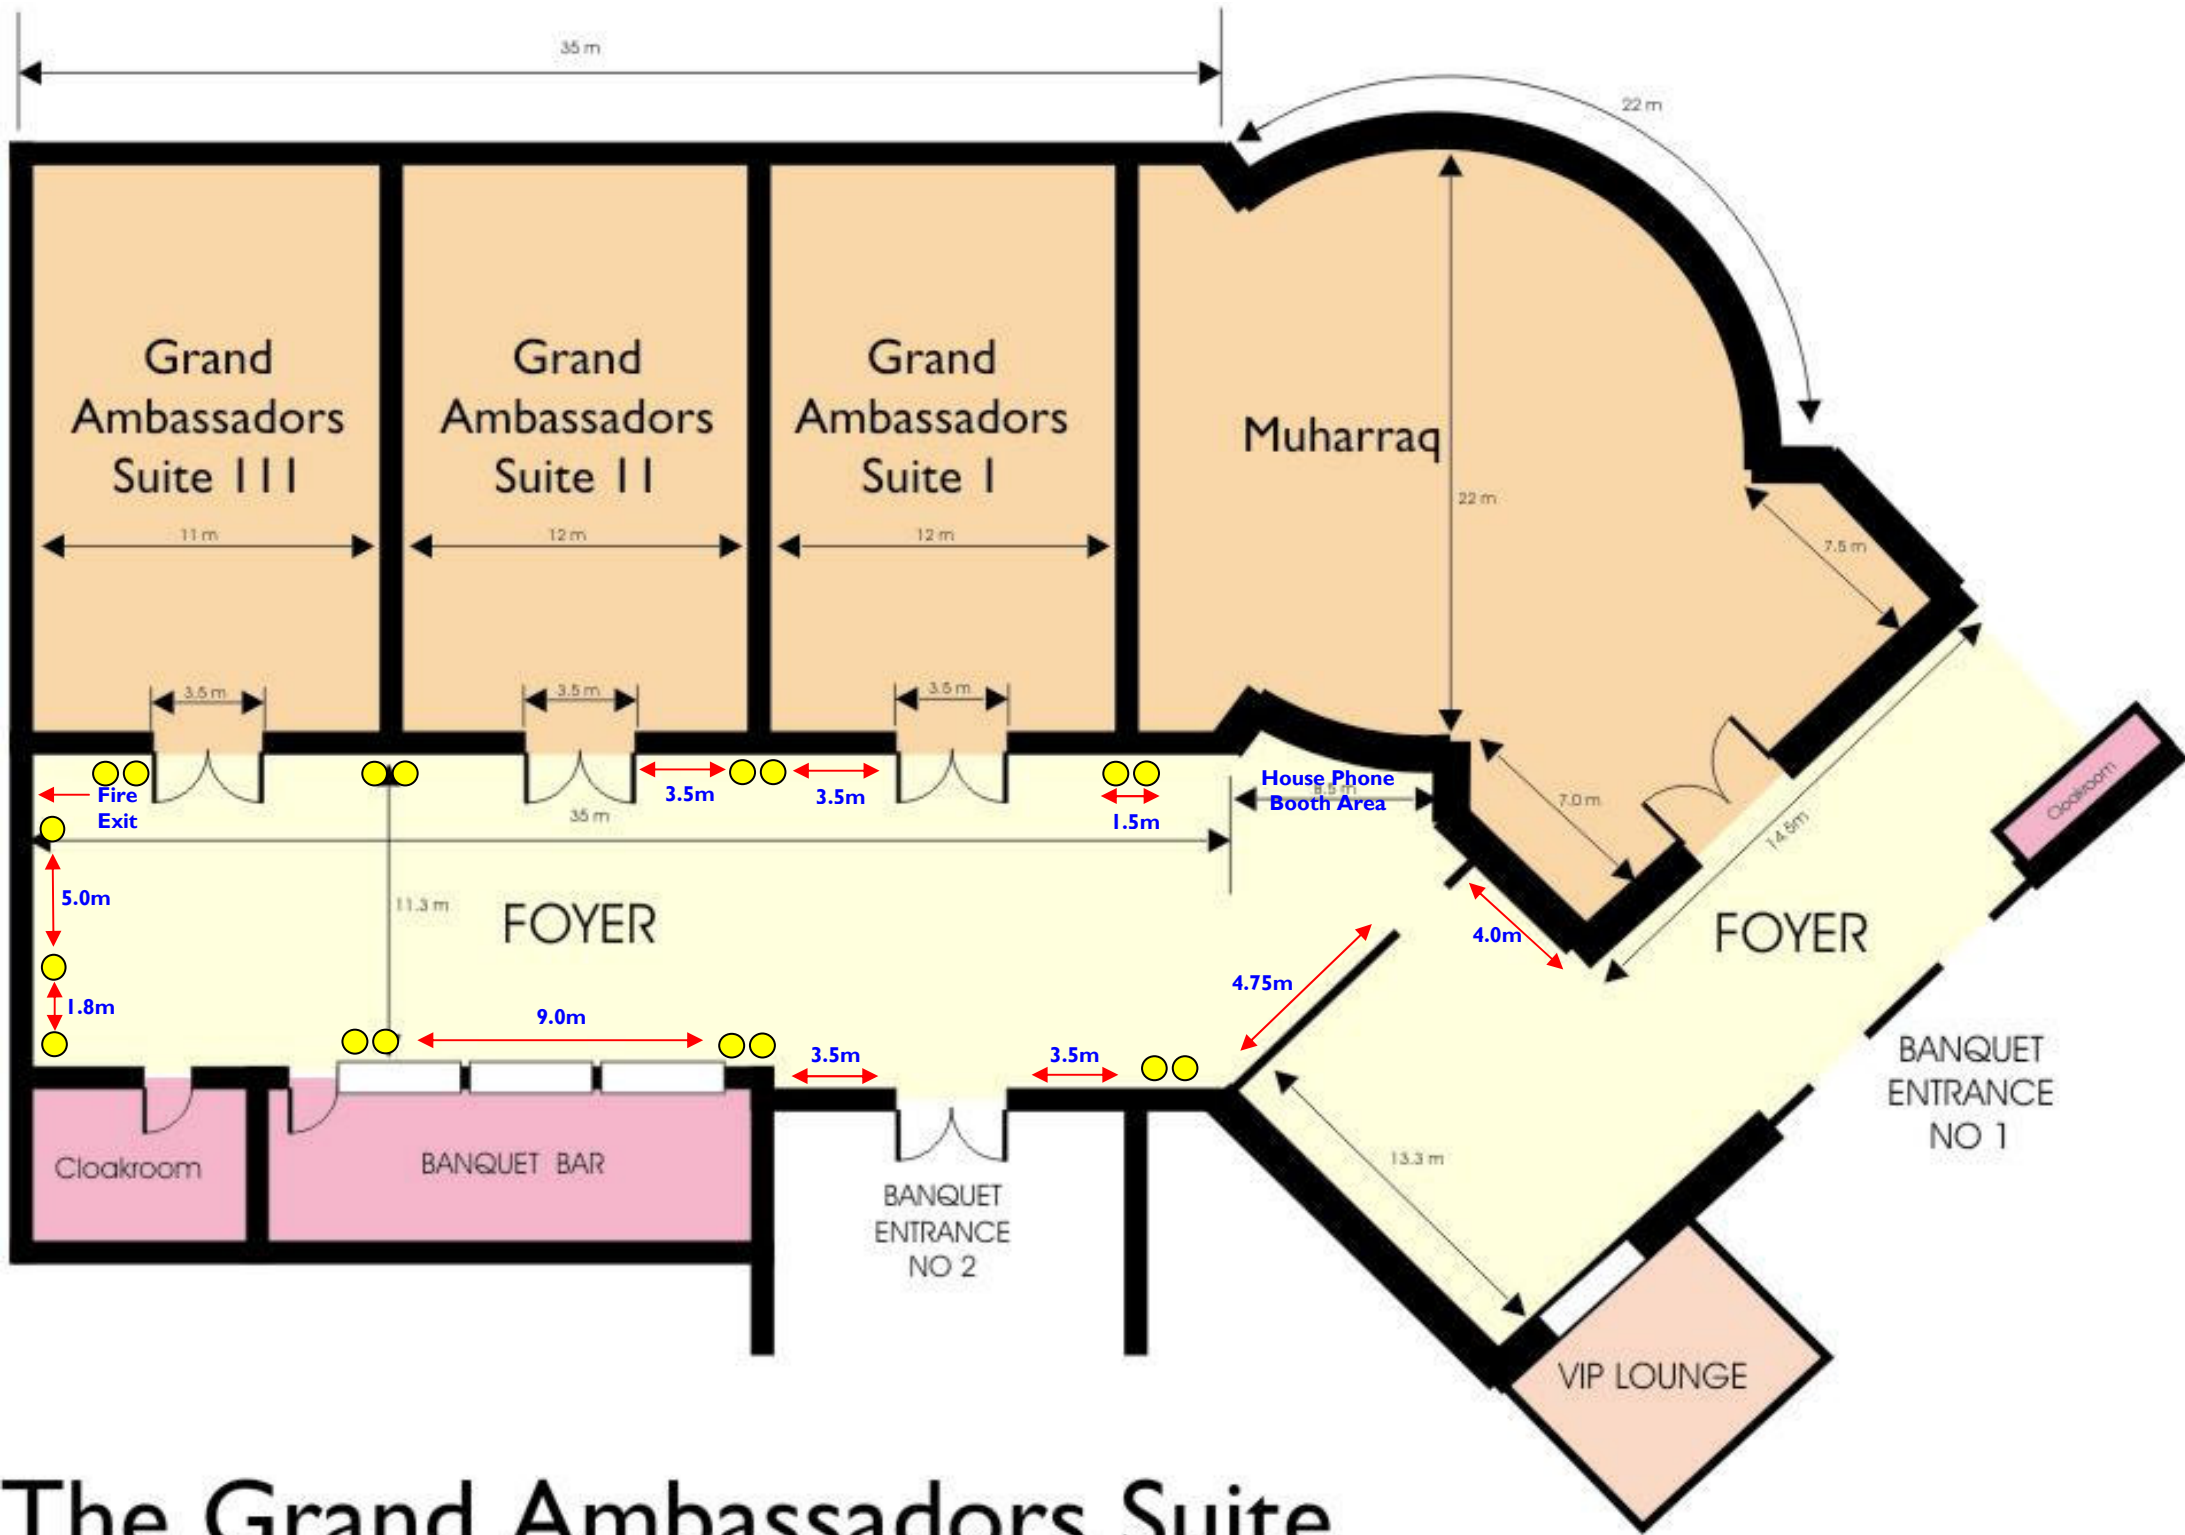 35 m
22 m
Grand
Ambassadors
Suite III
11 m
Grand
Ambassadors
Suite II
12 m
Grand
Ambassadors
Suite I
12 m
Muharraq
22 m
7.5 m
3.5 m
3.5 m
3.5 m
Fire
Exit
3.5m
3.5m
1.5m
House Phone
Booth Area
8.5 m
35 m
7.0 m
14.5m
Cloakroom
5.0m
11.3 m
FOYER
4.0m
FOYER
4.75m
1.8m
9.0m
3.5m
3.5m
BANQUET
ENTRANCE
NO 1
Cloakroom
BANQUET BAR
BANQUET
ENTRANCE
NO 2
13.3 m
VIP LOUNGE
The Grand Ambassadors Suite